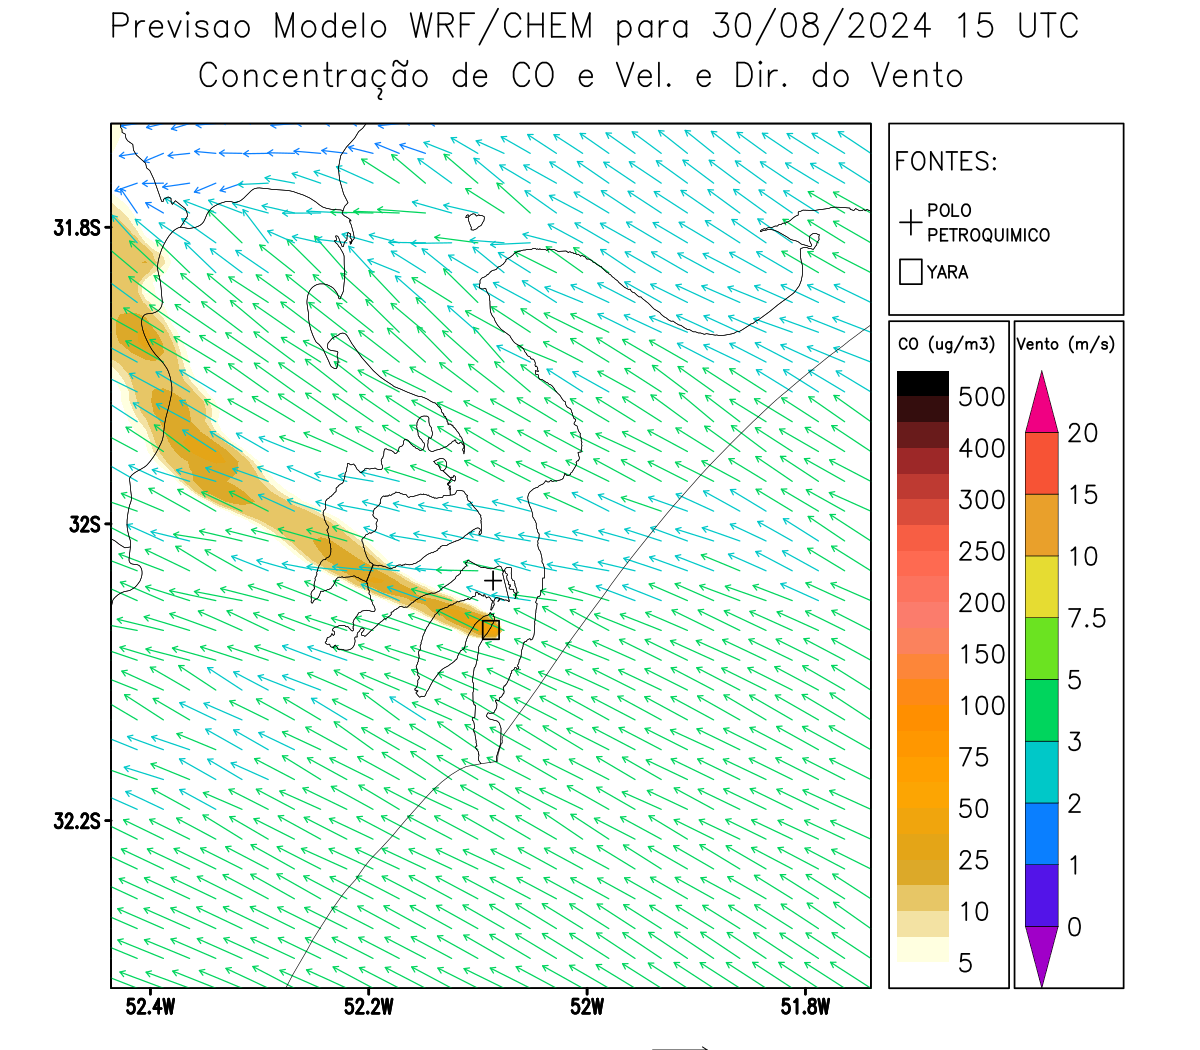 Previsao Modelo WRF/CHEM para 30/08/2024 15 UTC
Concentração de CO e Vel. e Dir. do Vento
FONTES:
POLO
PETROQUIMICO
YARA
CO (ug/m3)
500
400
300
250
200
150
100
75
50
25
10
5
Vento (m/s)
20
15
10
7.5
5
3
2
1
0
31.8S
32S
32.2S
52.4W
52.2W
52W
51.8W